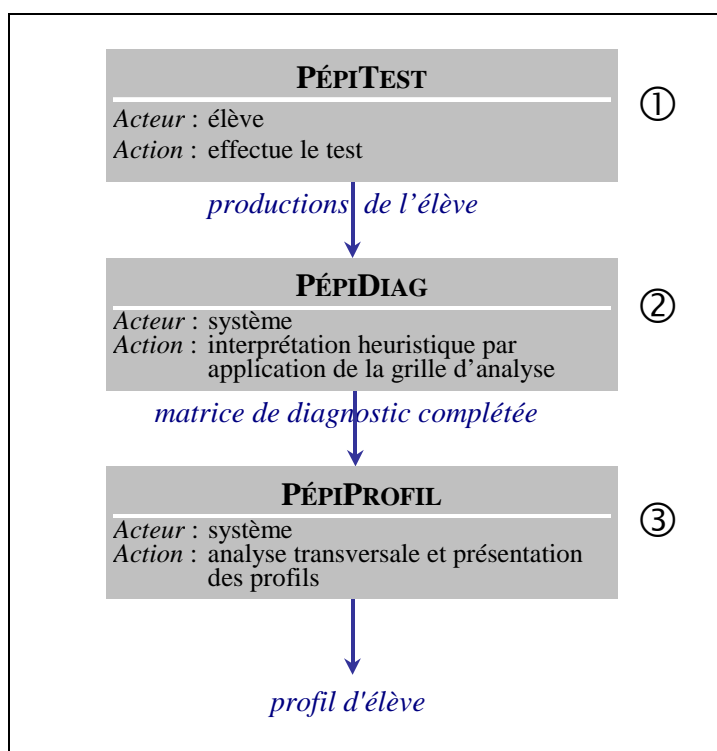 PÉPITEST
①
Acteur : élève
Action : effectue le test
productions de l’élève
PÉPIDIAG
②
Acteur : système
Action : interprétation heuristique par
application de la grille d’analyse
matrice de diagnostic complétée
PÉPIPROFIL
③
Acteur : système
Action : analyse transversale et présentation
des profils
profil d'élève